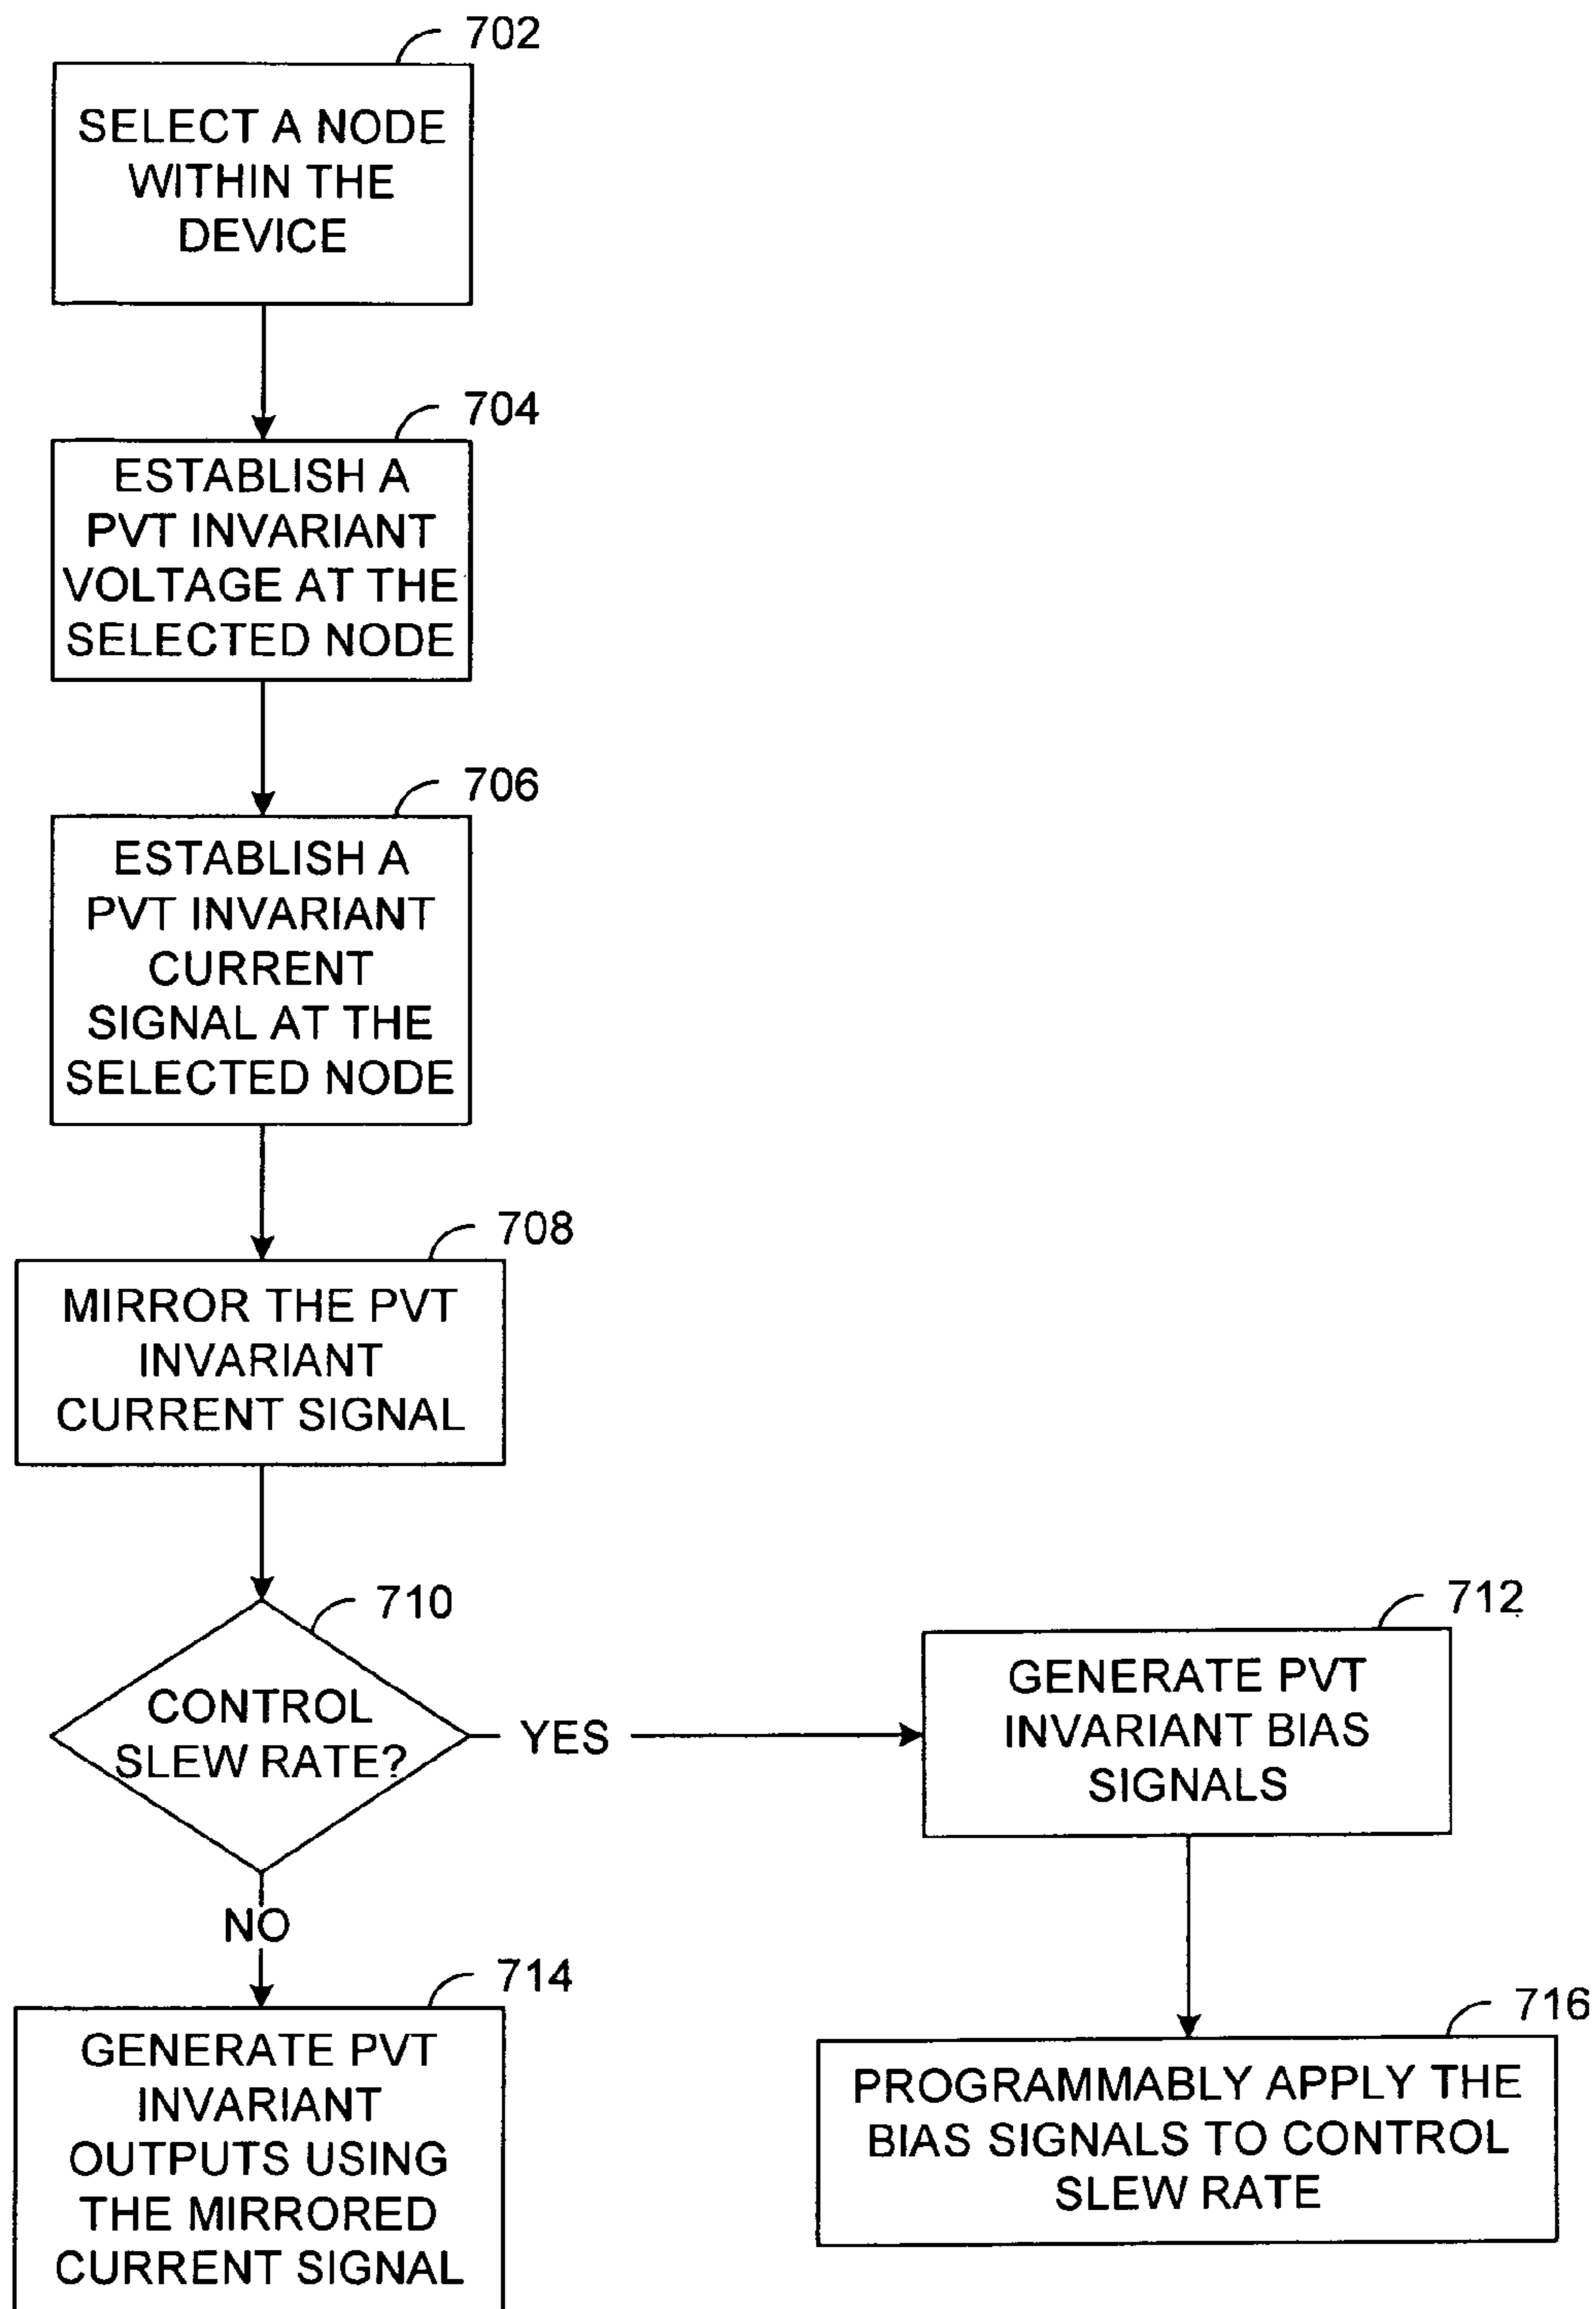 702
SELECT A NODE
WITHIN THE
DEVICE
704
ESTABLISH A
PVT INVARIANT
VOLTAGE AT THE
SELECTED NODE
706
ESTABLISH A
PVT INVARIANT
CURRENT
SIGNAL AT THE
SELECTED NODE
708
MIRROR THE PVT
INVARIANT
CURRENT SIGNAL
710
CONTROL
SLEW RATE?
YES
712
GENERATE PVT
INVARIANT BIAS
SIGNALS
NO
714
GENERATE PVT
INVARIANT
OUTPUTS USING
THE MIRRORED
CURRENT SIGNAL
716
PROGRAMMABLY APPLY THE
BIAS SIGNALS TO CONTROL
SLEW RATE